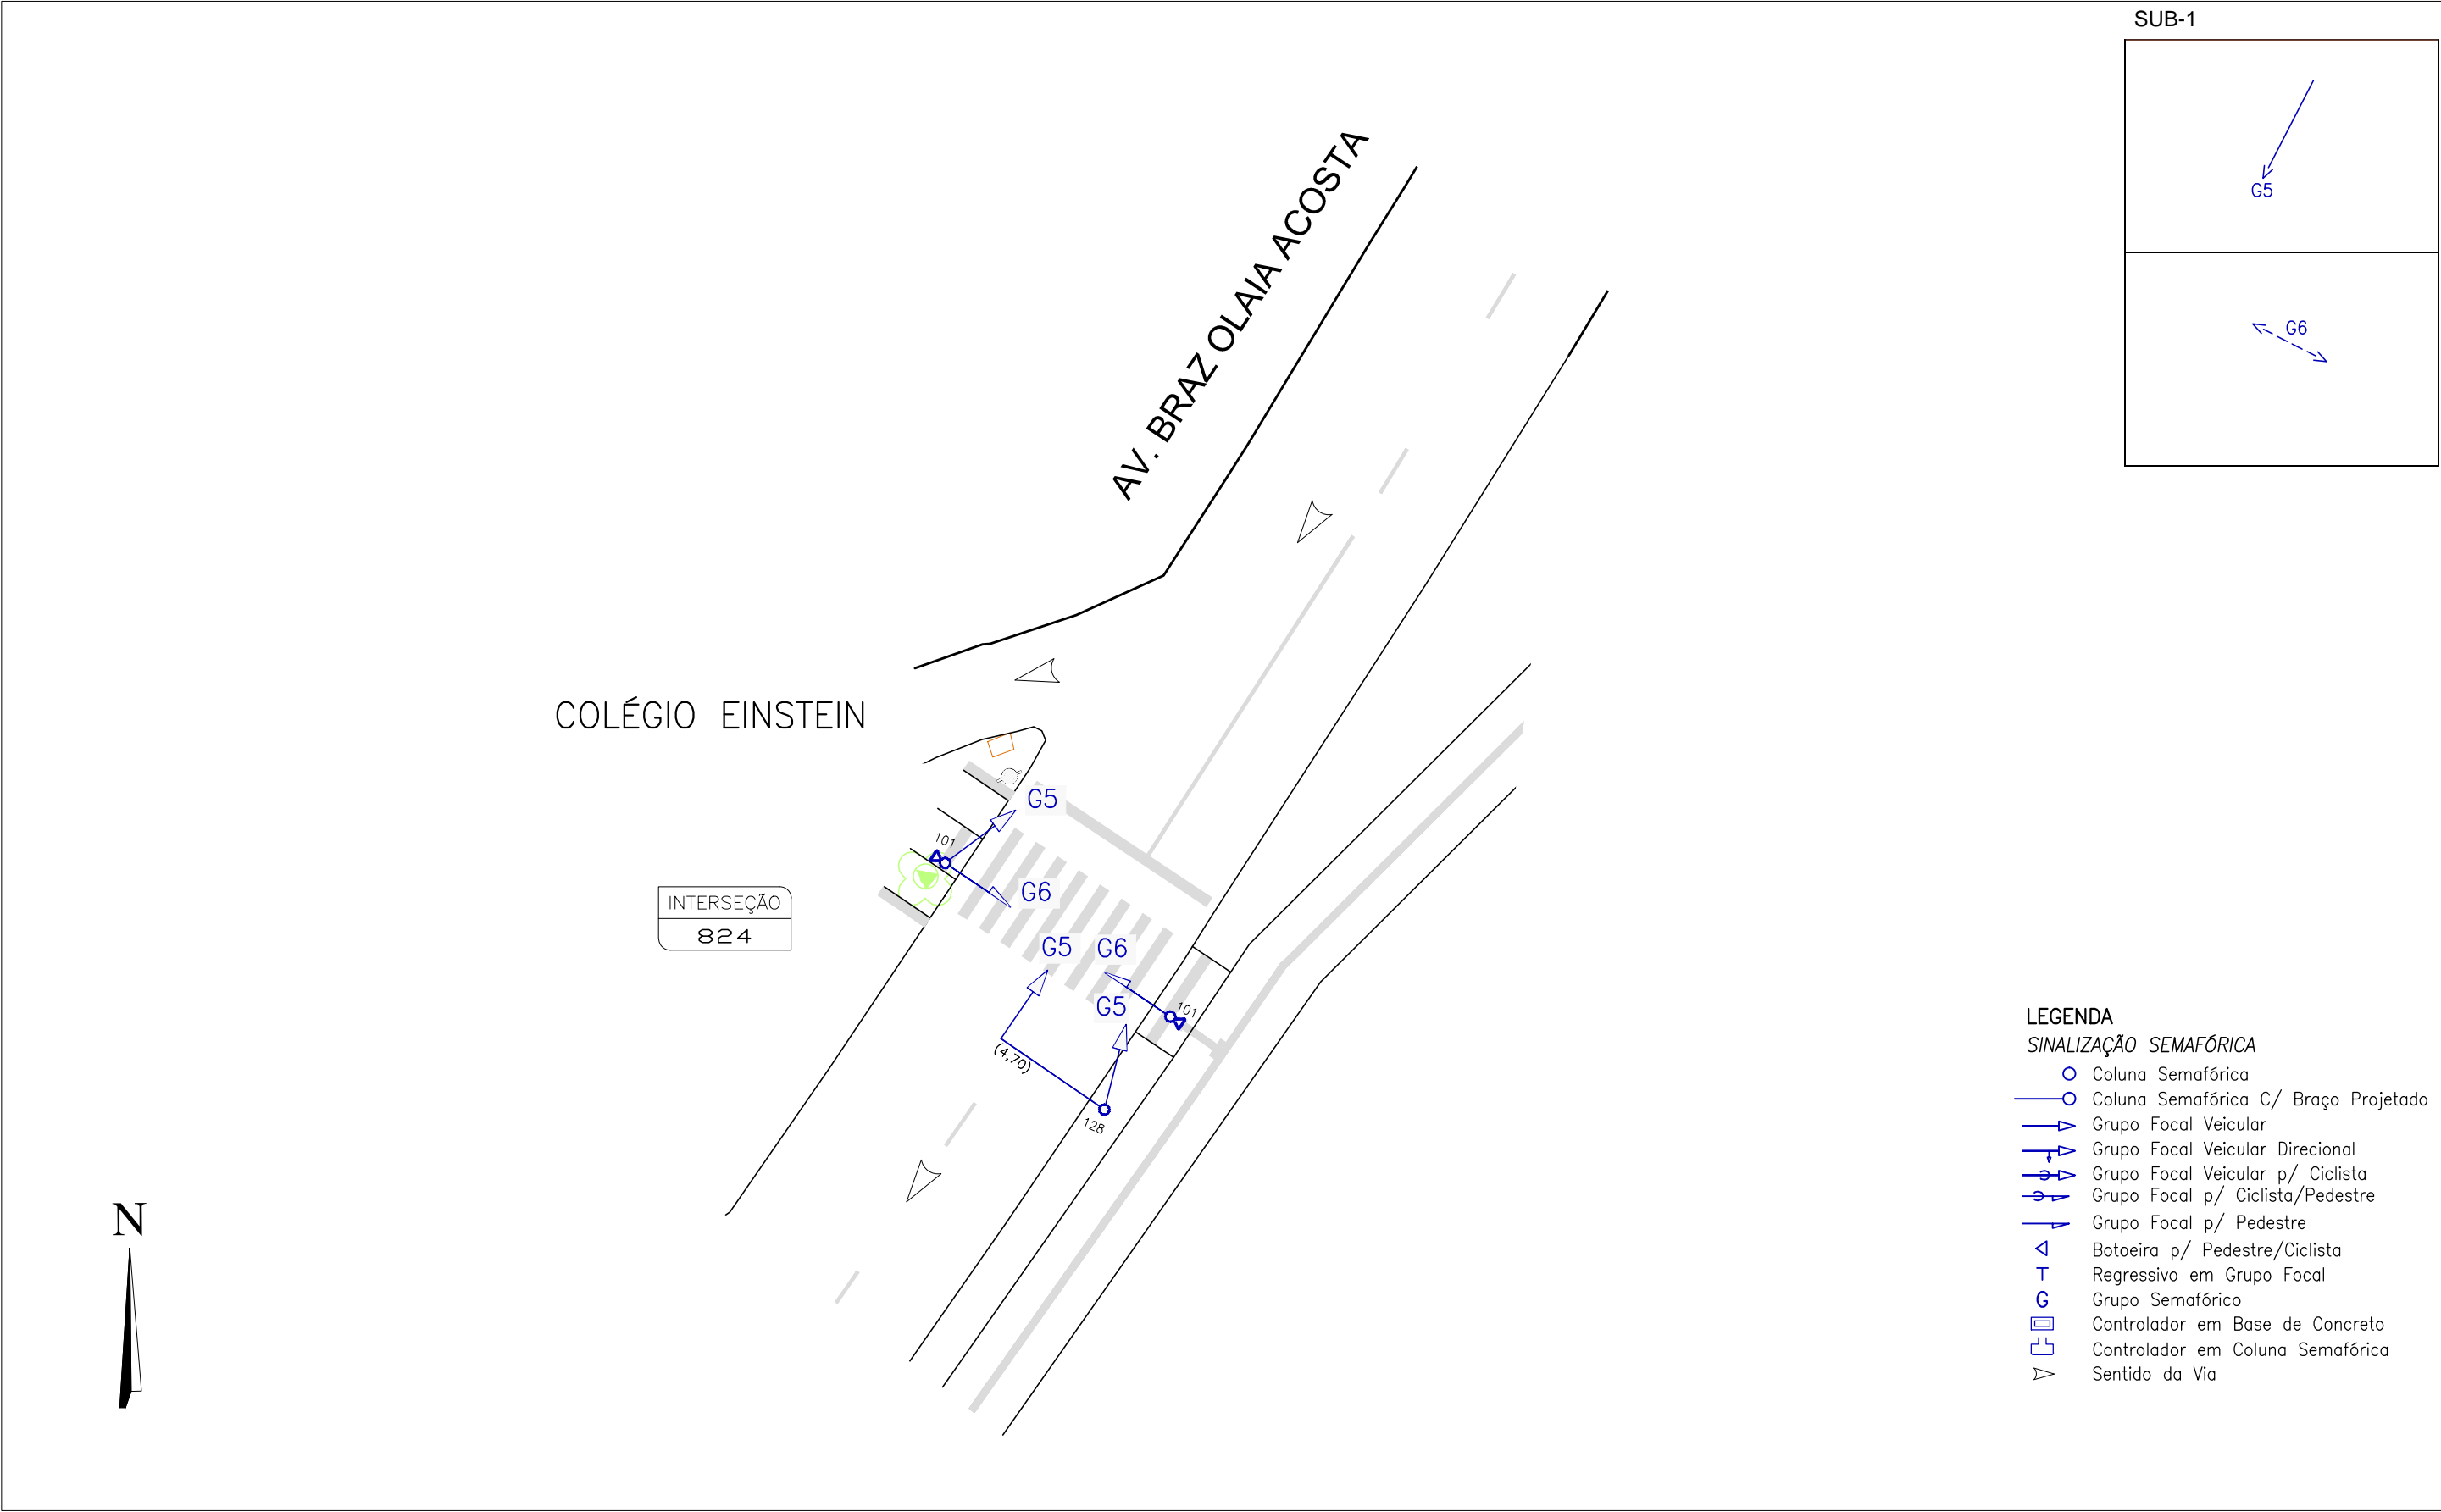 SUB-1
G5
G6
AV. BRAZ OLAIA ACOSTA
COLÉGIO EINSTEIN
G5
101
G6
INTERSEÇÃO
824
G5
G6
G5
101
(4,70)
128
N
LEGENDA
SINALIZAÇÃO SEMAFÓRICA
Coluna Semafórica
Coluna Semafórica C/ Braço Projetado
Grupo Focal Veicular
Grupo Focal Veicular Direcional
Grupo Focal Veicular p/ Ciclista
Grupo Focal p/ Ciclista/Pedestre
Grupo Focal p/ Pedestre
Botoeira p/ Pedestre/Ciclista
T Regressivo em Grupo Focal
G Grupo Semafórico
Controlador em Base de Concreto
Controlador em Coluna Semafórica
Sentido da Via